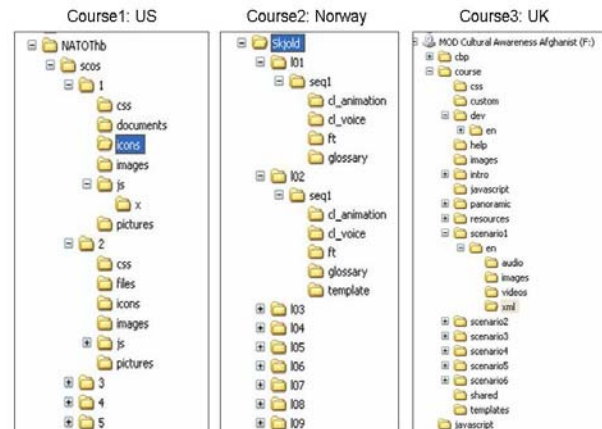 Course1: US
NATOThb
scos
1
css
documents
icons
images
js
x
pictures
2
css
files
icons
images
js
pictures
3
4
5
Course2: Norway
Skjold
l01
seq1
cl_animation
cl_voice
ft
glossary
l02
seq1
cl_animation
cl_voice
ft
glossary
template
l03
l04
l05
l06
l07
l08
l09
Course3: UK
MOD Cultural Awareness Afghanist (F:)
cbp
course
css
custom
dev
en
help
images
intro
javascript
panoramic
resources
scenario1
en
audio
images
videos
xml
scenario2
scenario3
scenario4
scenario5
scenario6
shared
templates
javascript